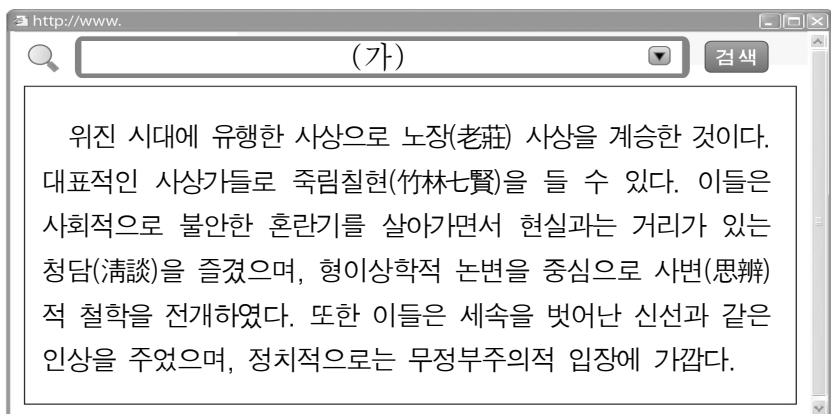 http://www.
(가)
검색
위진 시대에 유행한 사상으로 노장(老莊) 사상을 계승한 것이다.
대표적인 사상가들로 죽림칠현(竹林七賢)을 들 수 있다. 이들은
사회적으로 불안한 혼란기를 살아가면서 현실과는 거리가 있는
청담(淸談)을 즐겼으며, 형이상학적 논변을 중심으로 사변(思辨)
적 철학을 전개하였다. 또한 이들은 세속을 벗어난 신선과 같은
인상을 주었으며, 정치적으로는 무정부주의적 입장에 가깝다.